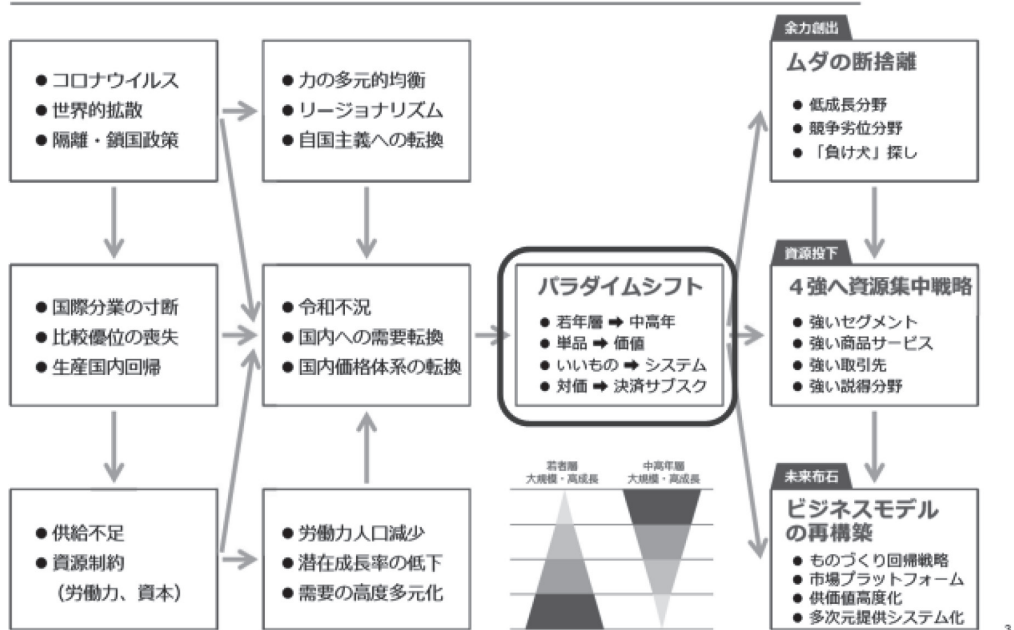 ● コロナウイルス
● 世界的拡散
● 隔離・鎖国政策
● 力の多元的均衡
● リージョナリズム
● 自国主義への転換
余力創出
ムダの断捨離
● 低成長分野
● 競争劣位分野
● 「負け犬」探し
● 国際分業の寸断
● 比較優位の喪失
● 生産国内回帰
● 令和不況
● 国内への需要転換
● 国内価格体系の転換
パラダイムシフト
● 若年層 ➡ 中高年
● 単品 ➡ 価値
● いいもの ➡ システム
● 対価 ➡ 決済サブスク
資源投下
4強へ資源集中戦略
● 強いセグメント
● 強い商品サービス
● 強い取引先
● 強い説得分野
● 供給不足
● 資源制約
(労働力、資本)
● 労働力人口減少
● 潜在成長率の低下
● 需要の高度多元化
若者層
大規模・高成長
中高年層
大規模・高成長
未来布石
ビジネスモデル
の再構築
● ものづくり回帰戦略
● 市場プラットフォーム
● 供価値高度化
● 多次元提供システム化
3